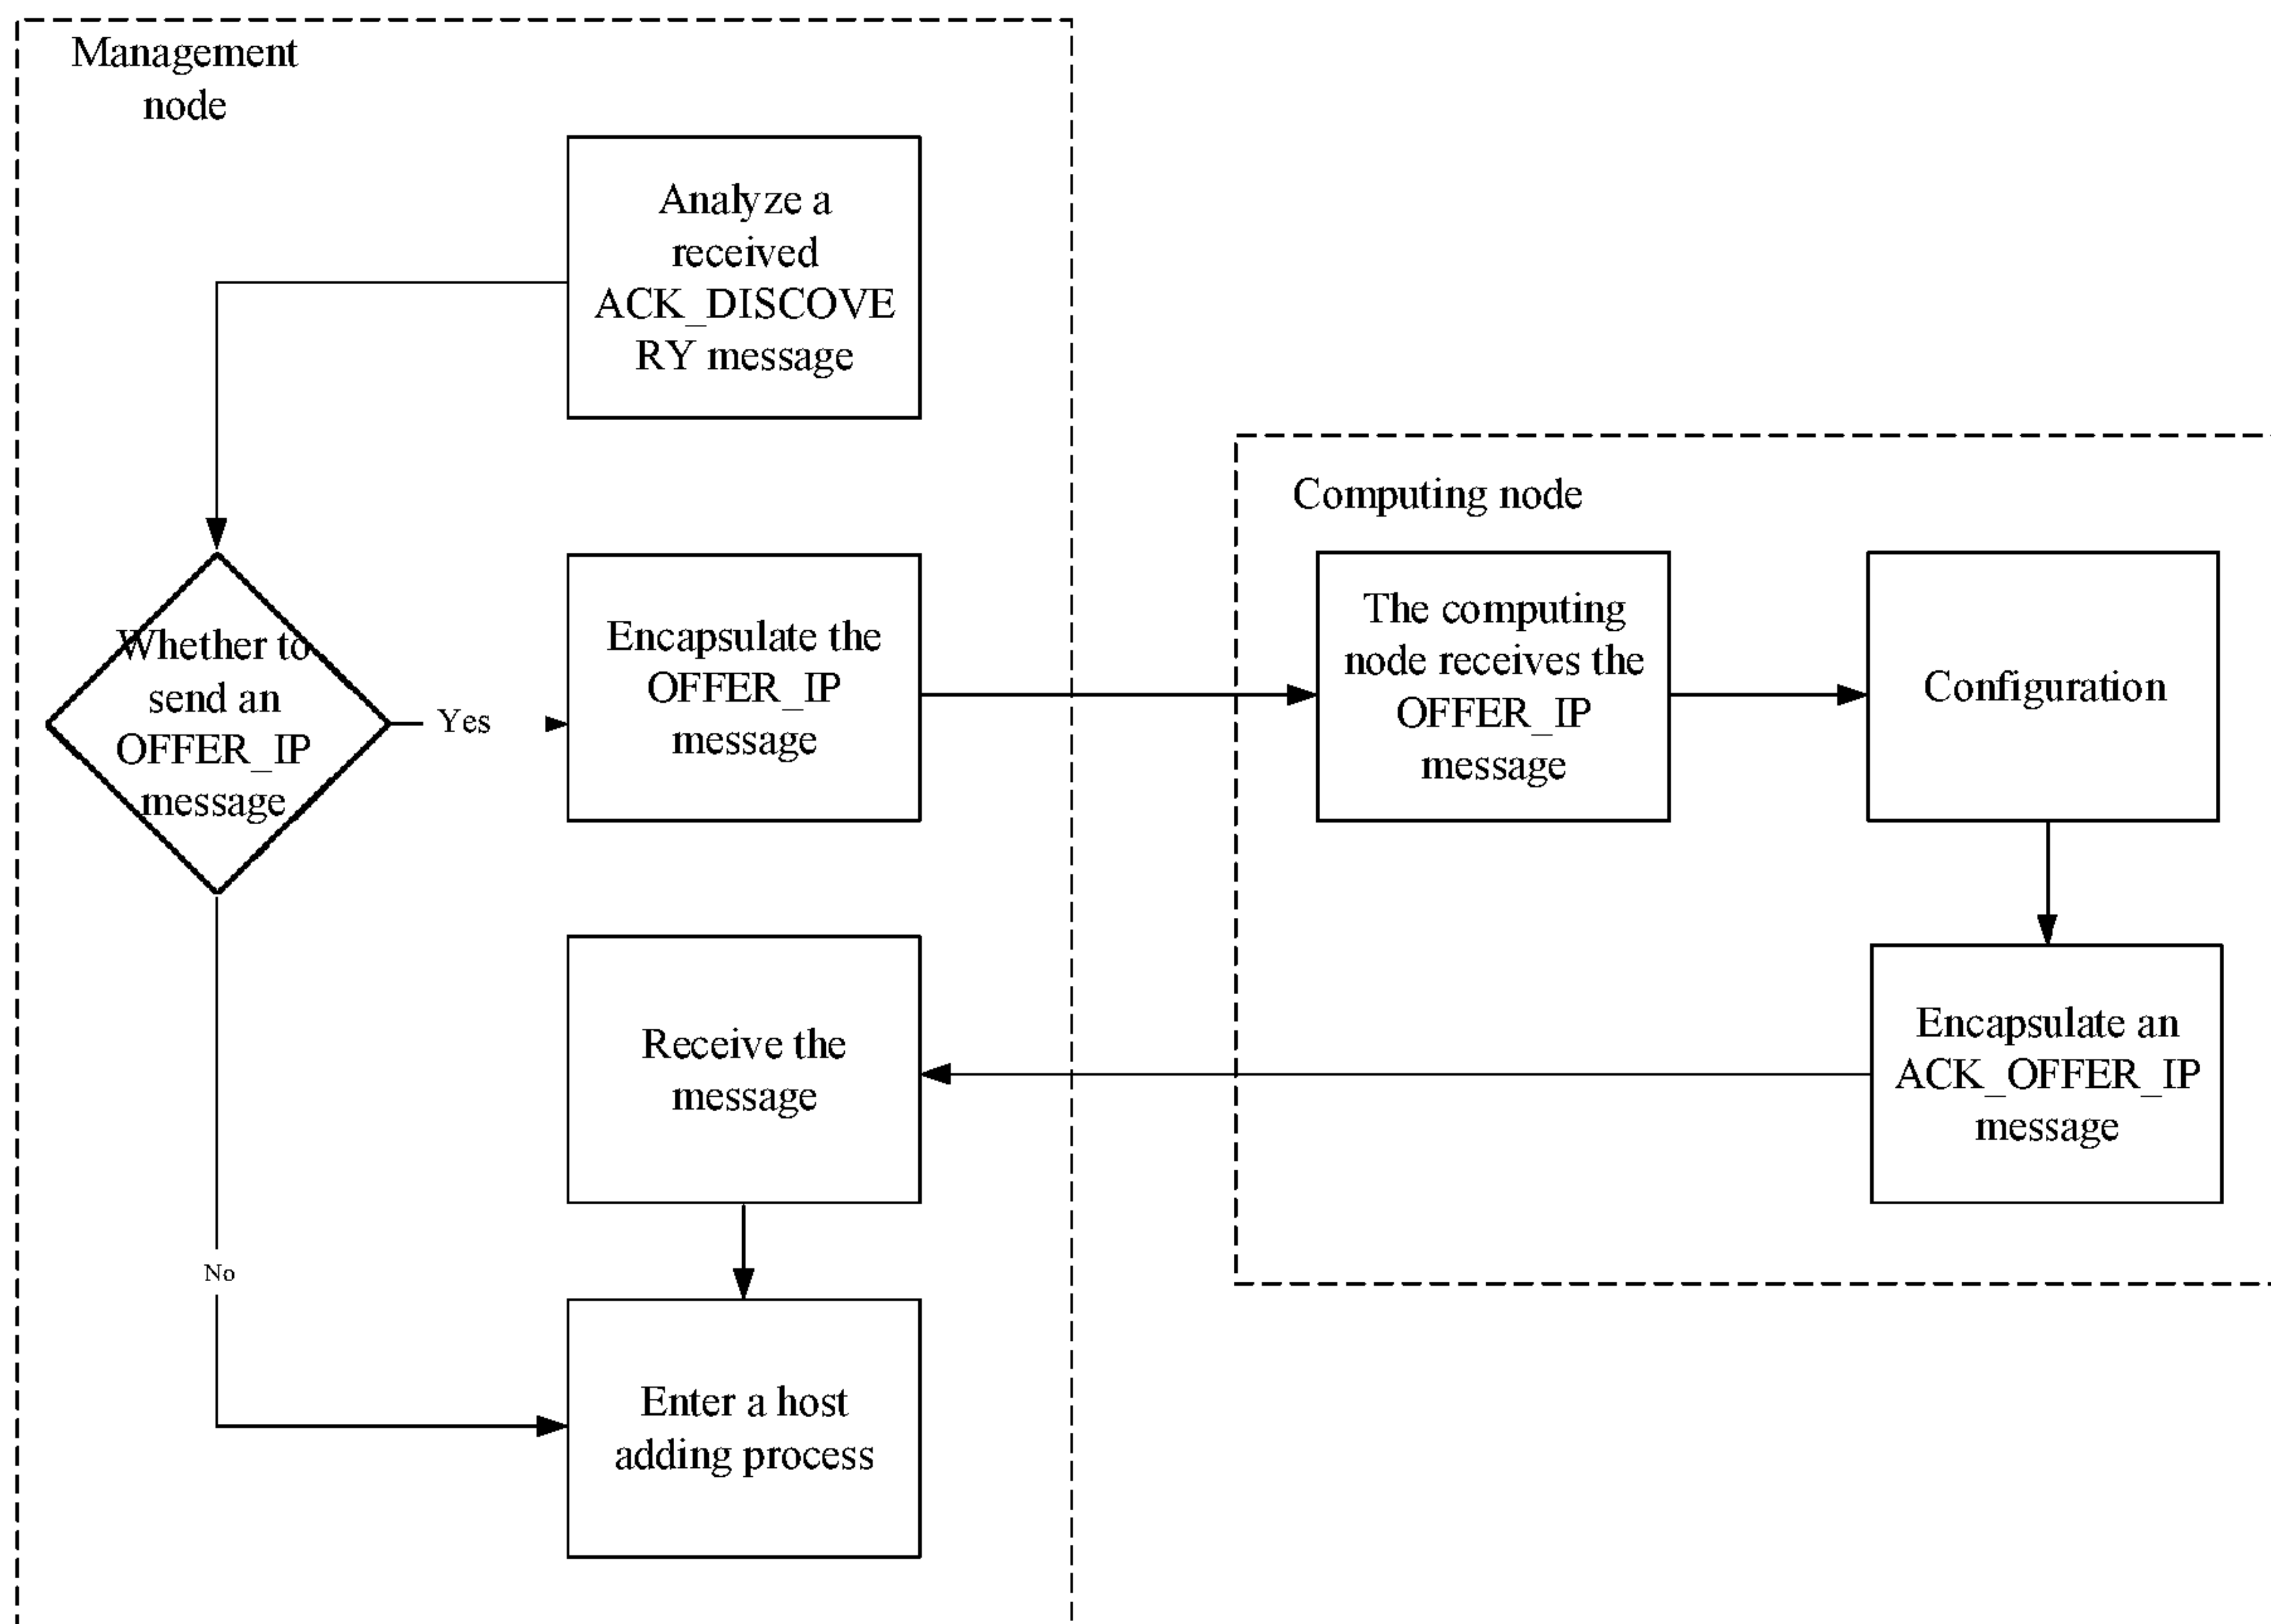 Management
node
Analyze a
received
ACK_DISCOVE
RY message
Whether to
send an
OFFER_IP
message
Yes
Encapsulate the
OFFER_IP
message
Computing node
The computing
node receives the
OFFER_IP
message
Configuration
Encapsulate an
ACK_OFFER_IP
message
Receive the
message
No
Enter a host
adding process